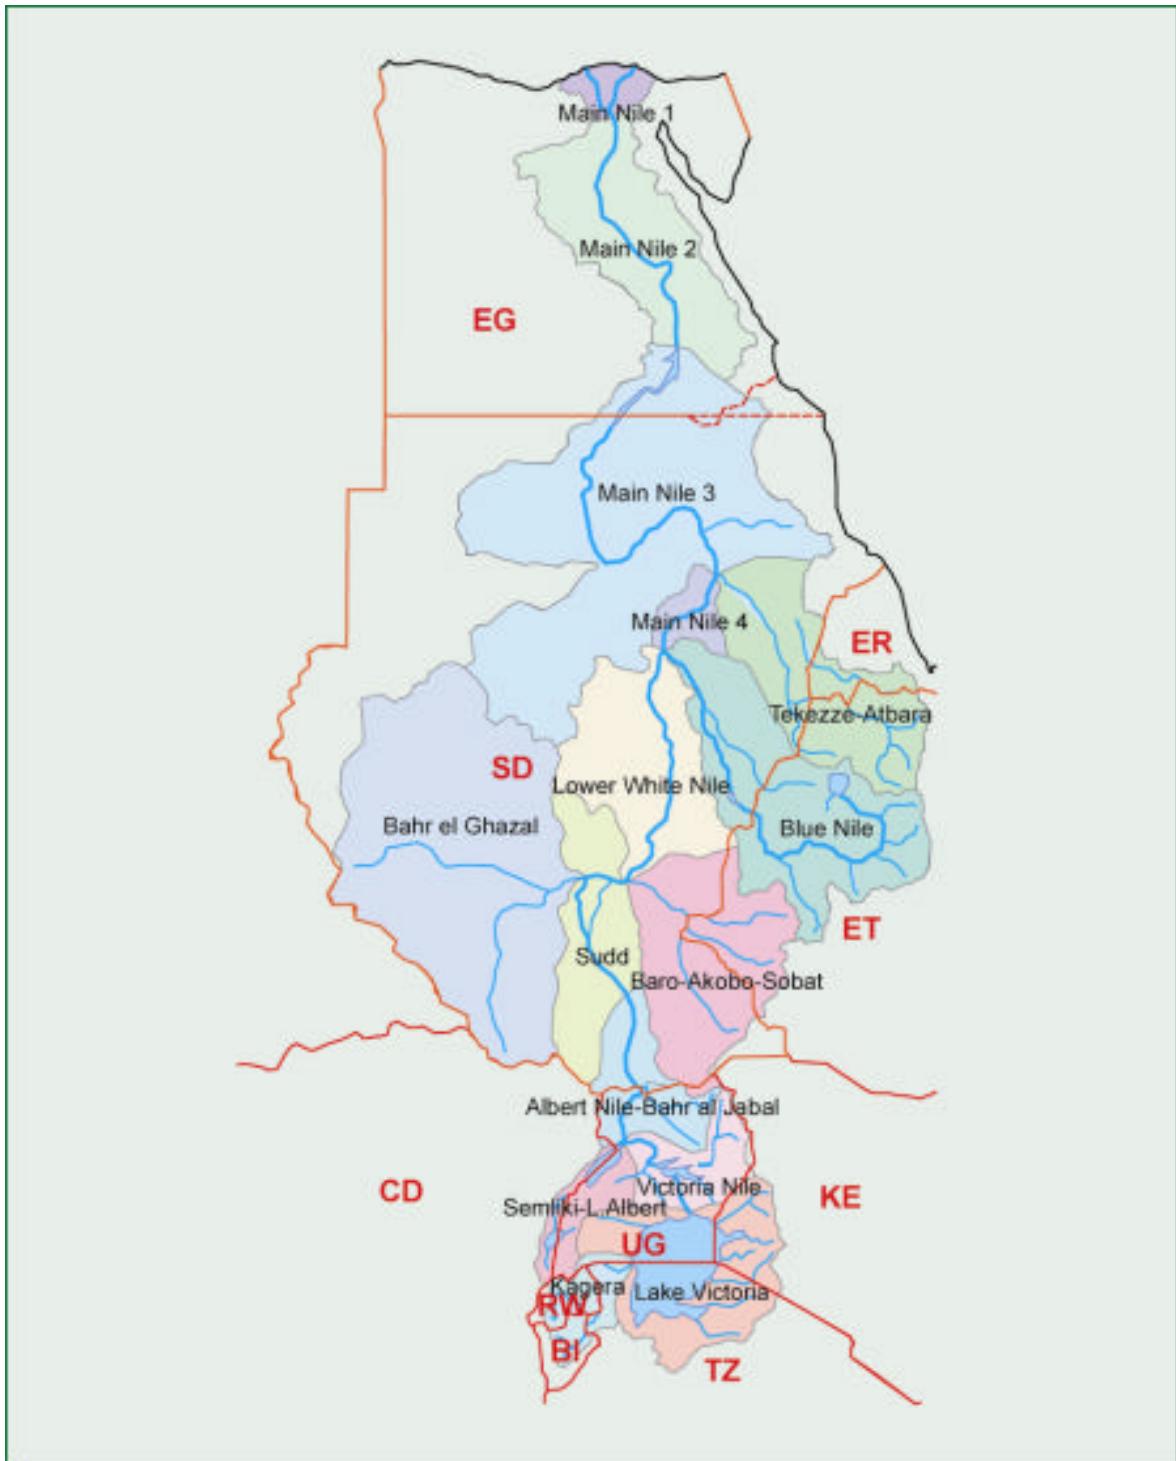 Main Nile 1
Main Nile 2
EG
Main Nile 3
Main Nile 4
ER
Tekezze-Atbara
SD
Lower White Nile
Bahr el Ghazal
Blue Nile
ET
Sudd
Baro-Akobo-Sobat
Albert Nile-Bahr al Jabal
CD
Victoria Nile
KE
Semliki-L.Albert
UG
Kagera
Lake Victoria
RW
BI
TZ